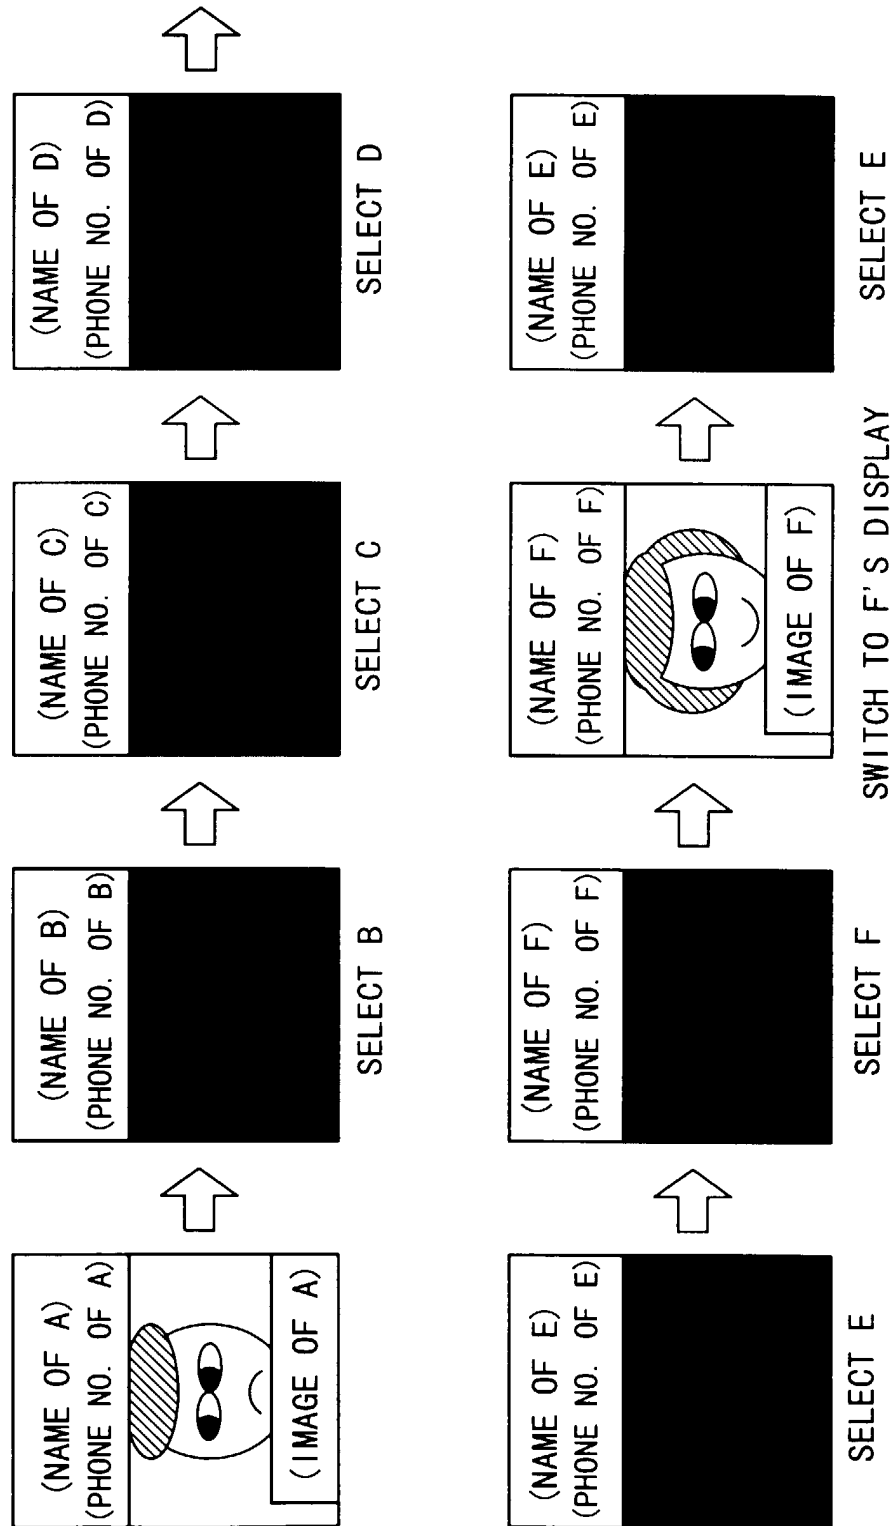 (NAME OF A)
(PHONE NO. OF A)
(IMAGE OF A)
(NAME OF B)
(PHONE NO. OF B)
SELECT B
(NAME OF C)
(PHONE NO. OF C)
SELECT C
(NAME OF D)
(PHONE NO. OF D)
SELECT D
(NAME OF E)
(PHONE NO. OF E)
SELECT E
(NAME OF F)
(PHONE NO. OF F)
SELECT F
(NAME OF F)
(PHONE NO. OF F)
(IMAGE OF F)
SWITCH TO F'S DISPLAY
(NAME OF E)
(PHONE NO. OF E)
SELECT E